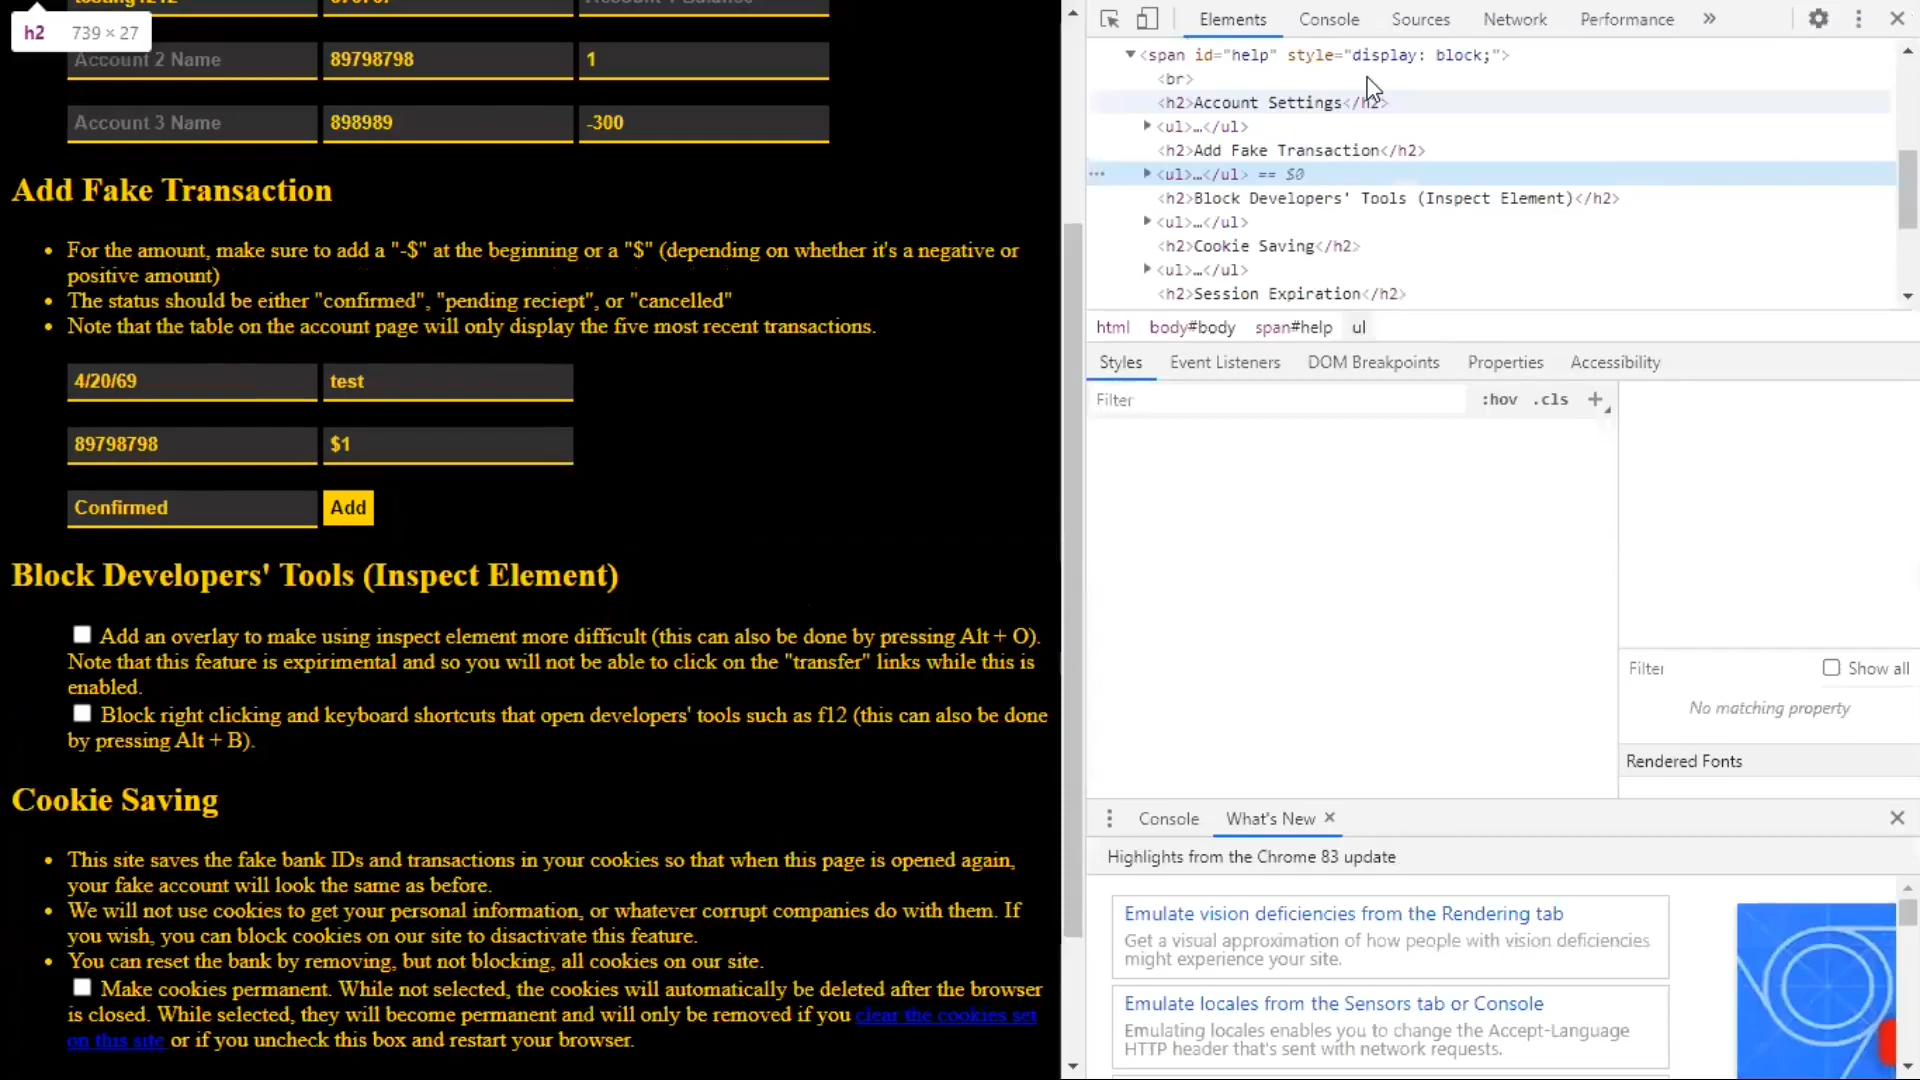 h2 739 × 27
Account 2 Name 89798798 1
Account 3 Name 898989 -300
Add Fake Transaction
• For the amount, make sure to add a "-$" at the beginning or a "$" (depending on whether it's a negative or
positive amount)
• The status should be either "confirmed", "pending reciept", or "cancelled"
• Note that the table on the account page will only display the five most recent transactions.
4/20/69 test
89798798 $1
Confirmed Add
Block Developers' Tools (Inspect Element)
Add an overlay to make using inspect element more difficult (this can also be done by pressing Alt + O).
Note that this feature is expirimental and so you will not be able to click on the "transfer" links while this is
enabled.
Block right clicking and keyboard shortcuts that open developers' tools such as f12 (this can also be done
by pressing Alt + B).
Cookie Saving
• This site saves the fake bank IDs and transactions in your cookies so that when this page is opened again,
your fake account will look the same as before.
• We will not use cookies to get your personal information, or whatever corrupt companies do with them. If
you wish, you can block cookies on our site to disactivate this feature.
• You can reset the bank by removing, but not blocking, all cookies on our site.
Make cookies permanent. While not selected, the cookies will automatically be deleted after the browser
is closed. While selected, they will become permanent and will only be removed if you clear the cookies set
on this site or if you uncheck this box and restart your browser.
Elements Console Sources Network Performance »
<span id="help" style="display: block;">
<br>
<h2>Account Settings</h2>
<ul>…</ul>
<h2>Add Fake Transaction</h2>
… <ul>…</ul> == $0
<h2>Block Developers' Tools (Inspect Element)</h2>
<ul>…</ul>
<h2>Cookie Saving</h2>
<ul>…</ul>
<h2>Session Expiration</h2>
html body#body span#help ul
Styles Event Listeners DOM Breakpoints Properties Accessibility
Filter :hov .cls +
Filter Show all
No matching property
Rendered Fonts
Console What's New ×
Highlights from the Chrome 83 update
Emulate vision deficiencies from the Rendering tab
Get a visual approximation of how people with vision deficiencies
might experience your site.
Emulate locales from the Sensors tab or Console
Emulating locales enables you to change the Accept-Language
HTTP header that's sent with network requests.